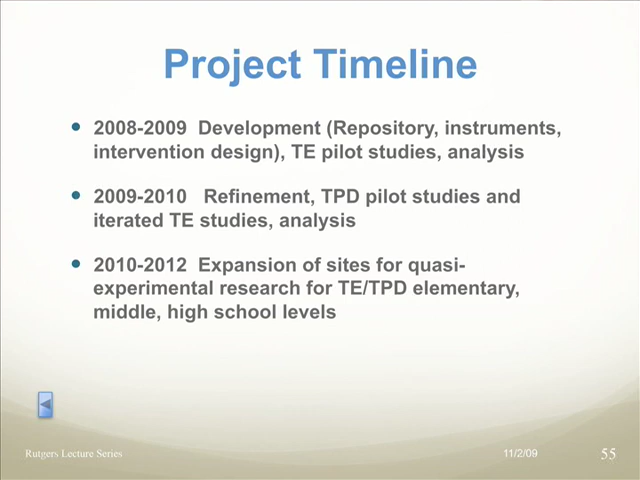 Project Timeline
• 2008-2009 Development (Repository, instruments,
intervention design), TE pilot studies, analysis
• 2009-2010 Refinement, TPD pilot studies and
iterated TE studies, analysis
• 2010-2012 Expansion of sites for quasi-
experimental research for TE/TPD elementary,
middle, high school levels
Rutgers Lecture Series
11/2/09
55